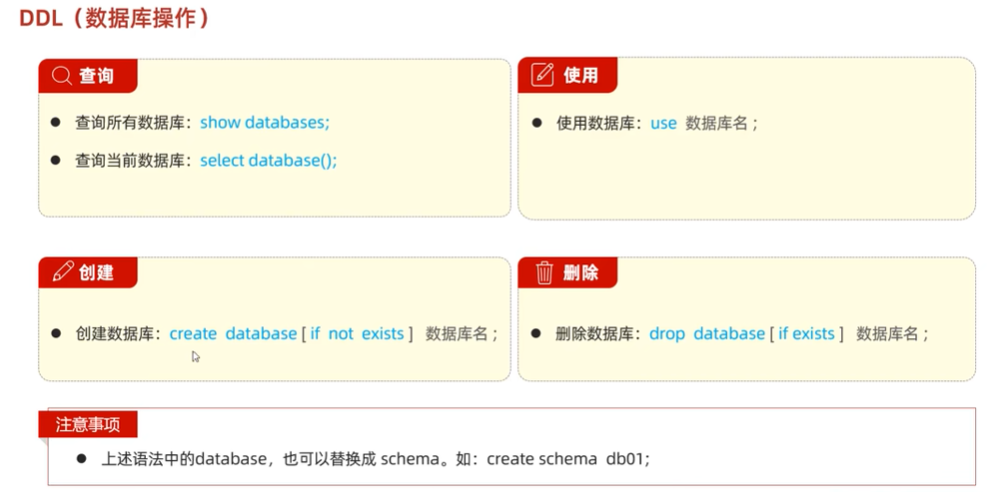 DDL（数据库操作）
查询
● 查询所有数据库：show databases;
● 查询当前数据库：select database();
使用
● 使用数据库：use 数据库名 ;
创建
● 创建数据库：create database [ if not exists ] 数据库名 ;
删除
● 删除数据库：drop database [ if exists ] 数据库名 ;
注意事项
● 上述语法中的database，也可以替换成 schema。如：create schema db01;